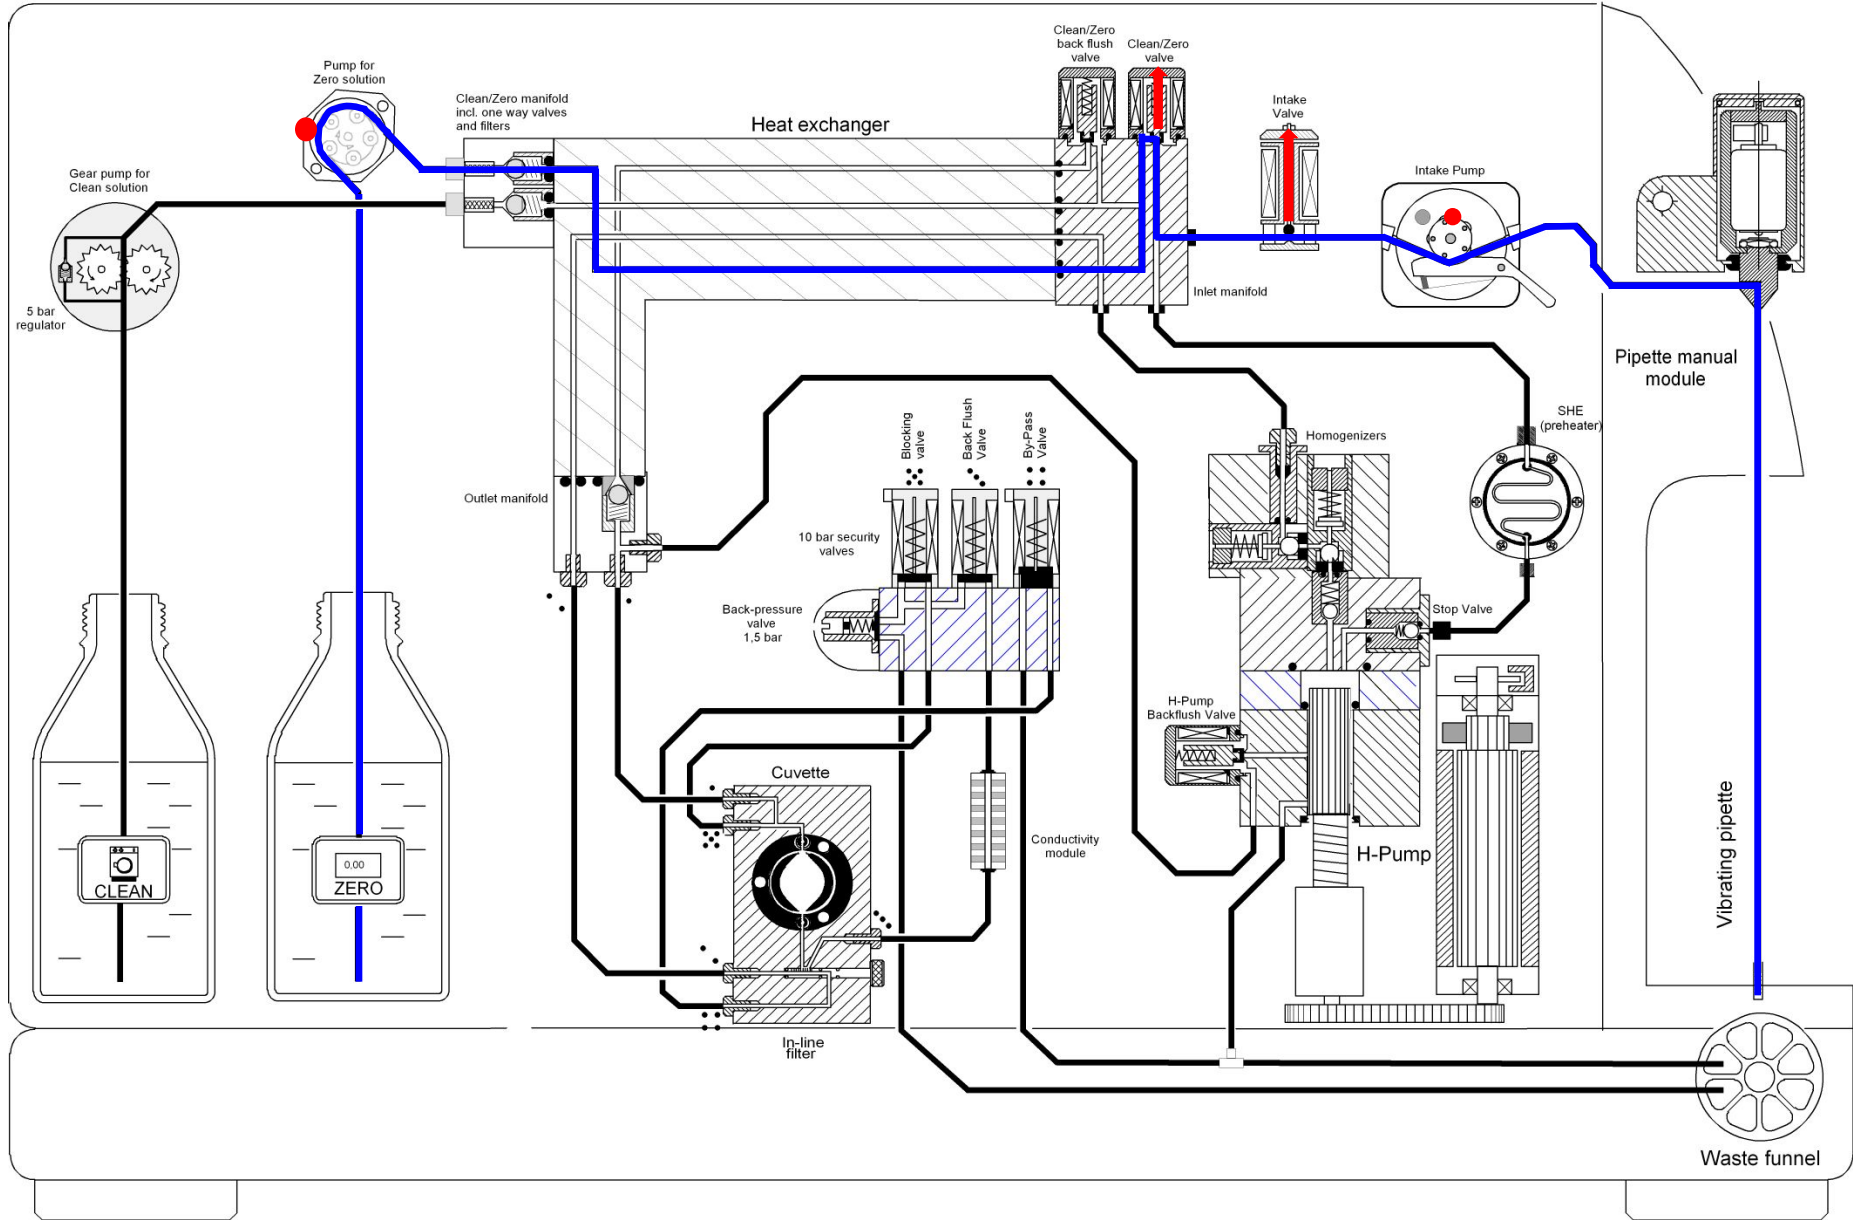 Clean/Zero
back flush
valve
Clean/Zero
valve
Pump for
Zero solution
Clean/Zero manifold
incl. one way valves
and filters
Heat exchanger
Intake
Valve
Gear pump for
Clean solution
Intake Pump
5 bar
regulator
Inlet manifold
Pipette manual
module
SHE
(preheater)
Blocking
valve
Back Flush
Valve
By-Pass
Valve
Homogenizers
Outlet manifold
10 bar security
valves
Back-pressure
valve
1,5 bar
Stop Valve
H-Pump
Backflush Valve
Cuvette
Conductivity
module
H-Pump
Vibrating pipette
CLEAN
0,00
ZERO
In-line
filter
Waste funnel